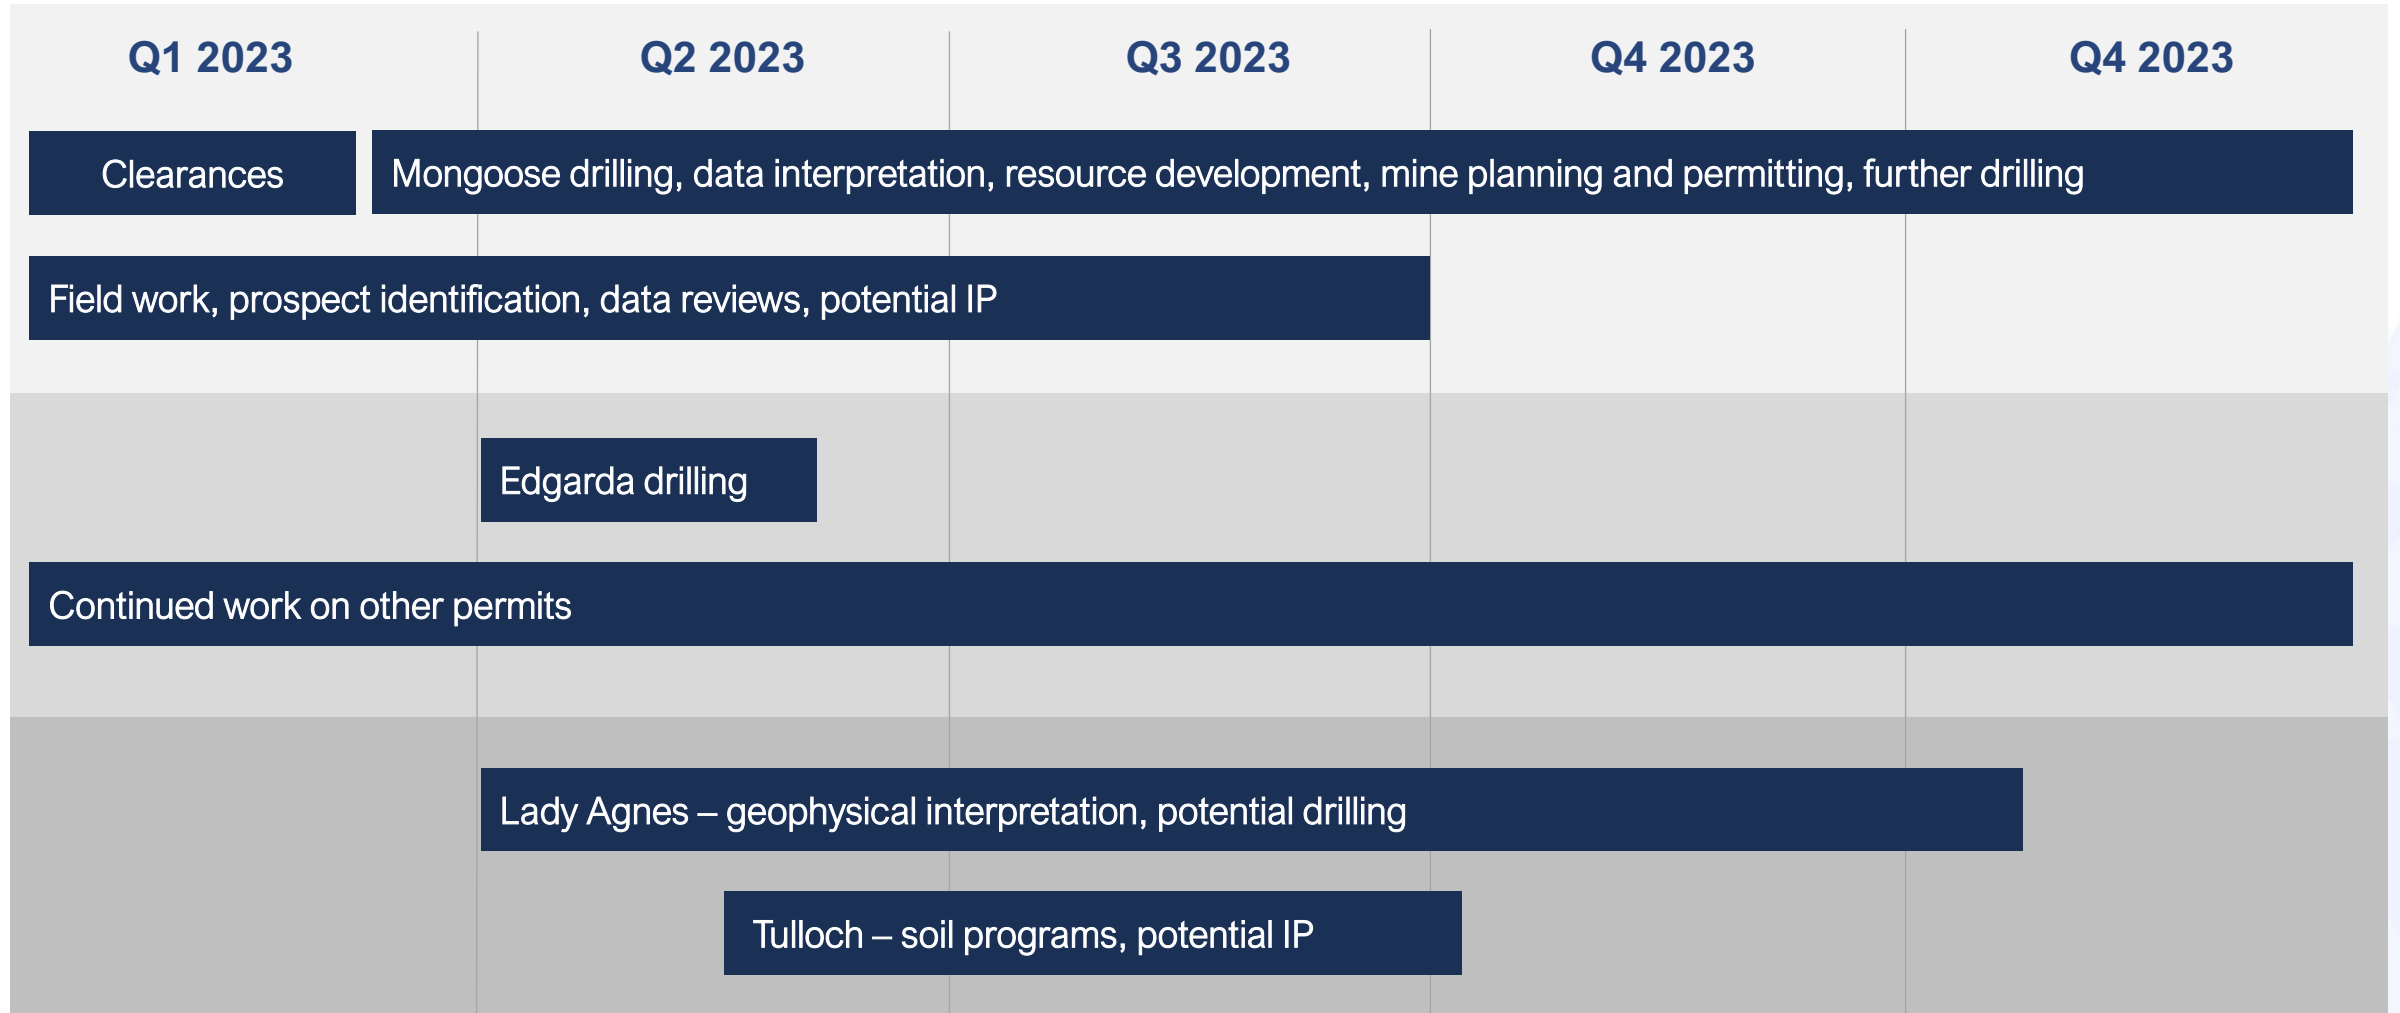 Q1 2023
Q2 2023
Q3 2023
Q4 2023
Q4 2023
Clearances
Mongoose drilling, data interpretation, resource development, mine planning and permitting, further drilling
Field work, prospect identification, data reviews, potential IP
Edgarda drilling
Continued work on other permits
Lady Agnes – geophysical interpretation, potential drilling
Tulloch – soil programs, potential IP